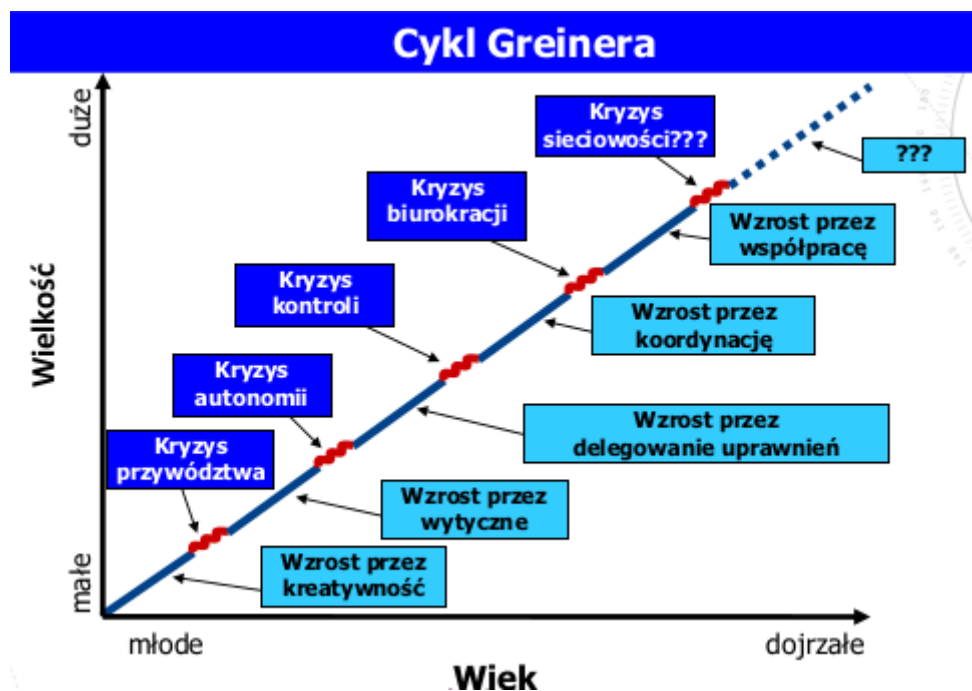 Cykl Greinera
duże
Kryzys
sieciowości???
???
Kryzys
biurokracji
Wzrost przez
współpracę
Kryzys
kontroli
Wzrost przez
koordynację
Wielkość
Kryzys
autonomii
Wzrost przez
delegowanie uprawnień
Kryzys
przywództwa
Wzrost przez
wytyczne
Wzrost przez
kreatywność
małe
młode
dojrzałe
Wiek